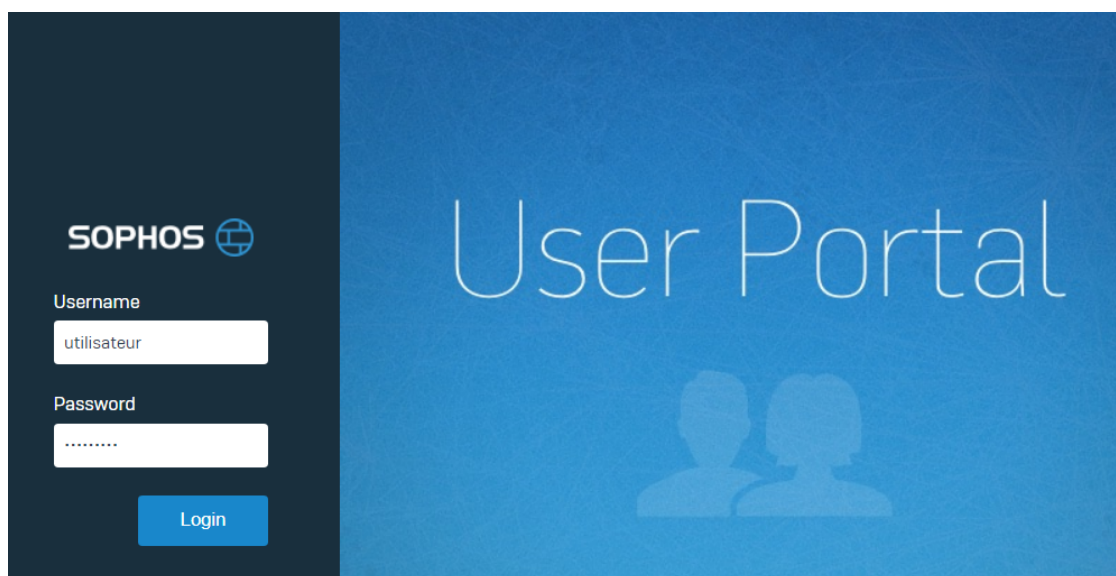 SOPHOS
Username
utilisateur
Password
.........
Login
User Portal